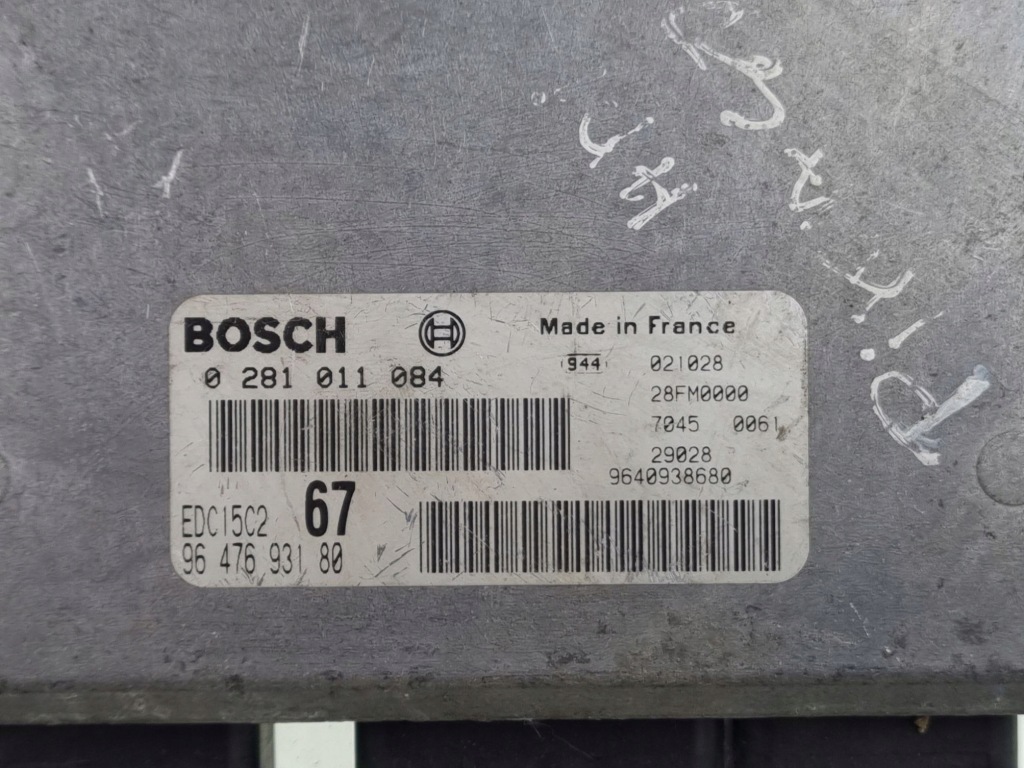 BOSCH
Made in France
0 281 011 084
944
021028
28FM0000
7045 0061
29028
9640938680
EDC15C2 67
96 476 931 80